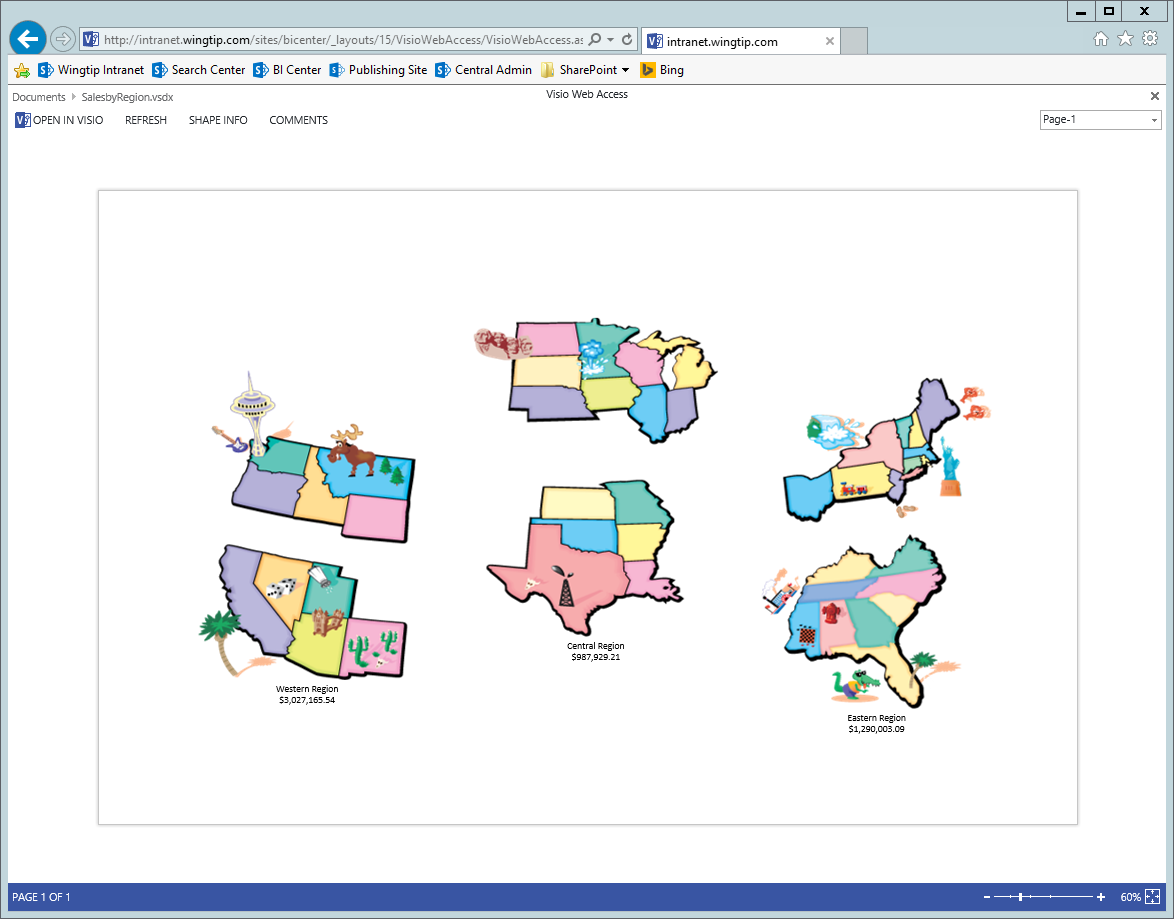 http://intranet.wingtip.com/sites/bicenter/_layouts/15/VisioWebAccess/VisioWebAccess.as
intranet.wingtip.com
Wingtip Intranet Search Center BI Center Publishing Site Central Admin SharePoint Bing
Documents SalesbyRegion.vsdx
Visio Web Access
OPEN IN VISIO REFRESH SHAPE INFO COMMENTS
Page-1
Western Region
$3,027,165.54
Central Region
$987,929.21
Eastern Region
$1,290,003.09
PAGE 1 OF 1
60%